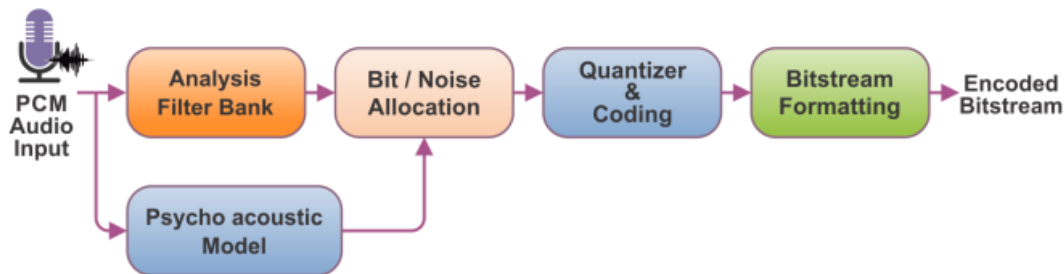 PCM
Audio
Input
Analysis
Filter Bank
Bit / Noise
Allocation
Quantizer
&
Coding
Bitstream
Formatting
Encoded
Bitstream
Psycho acoustic
Model